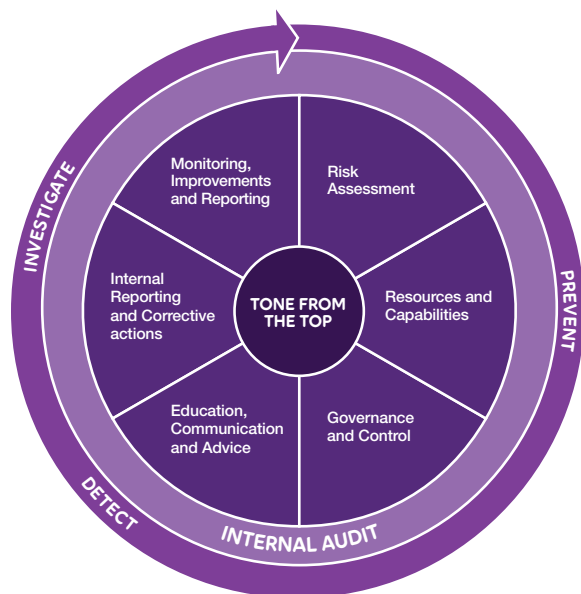 INVESTIGATE
PREVENT
DETECT
INTERNAL AUDIT
Monitoring,
Improvements
and Reporting
Risk
Assessment
Internal
Reporting
and Corrective
actions
TONE FROM
THE TOP
Resources and
Capabilities
Education,
Communication
and Advice
Governance
and Control